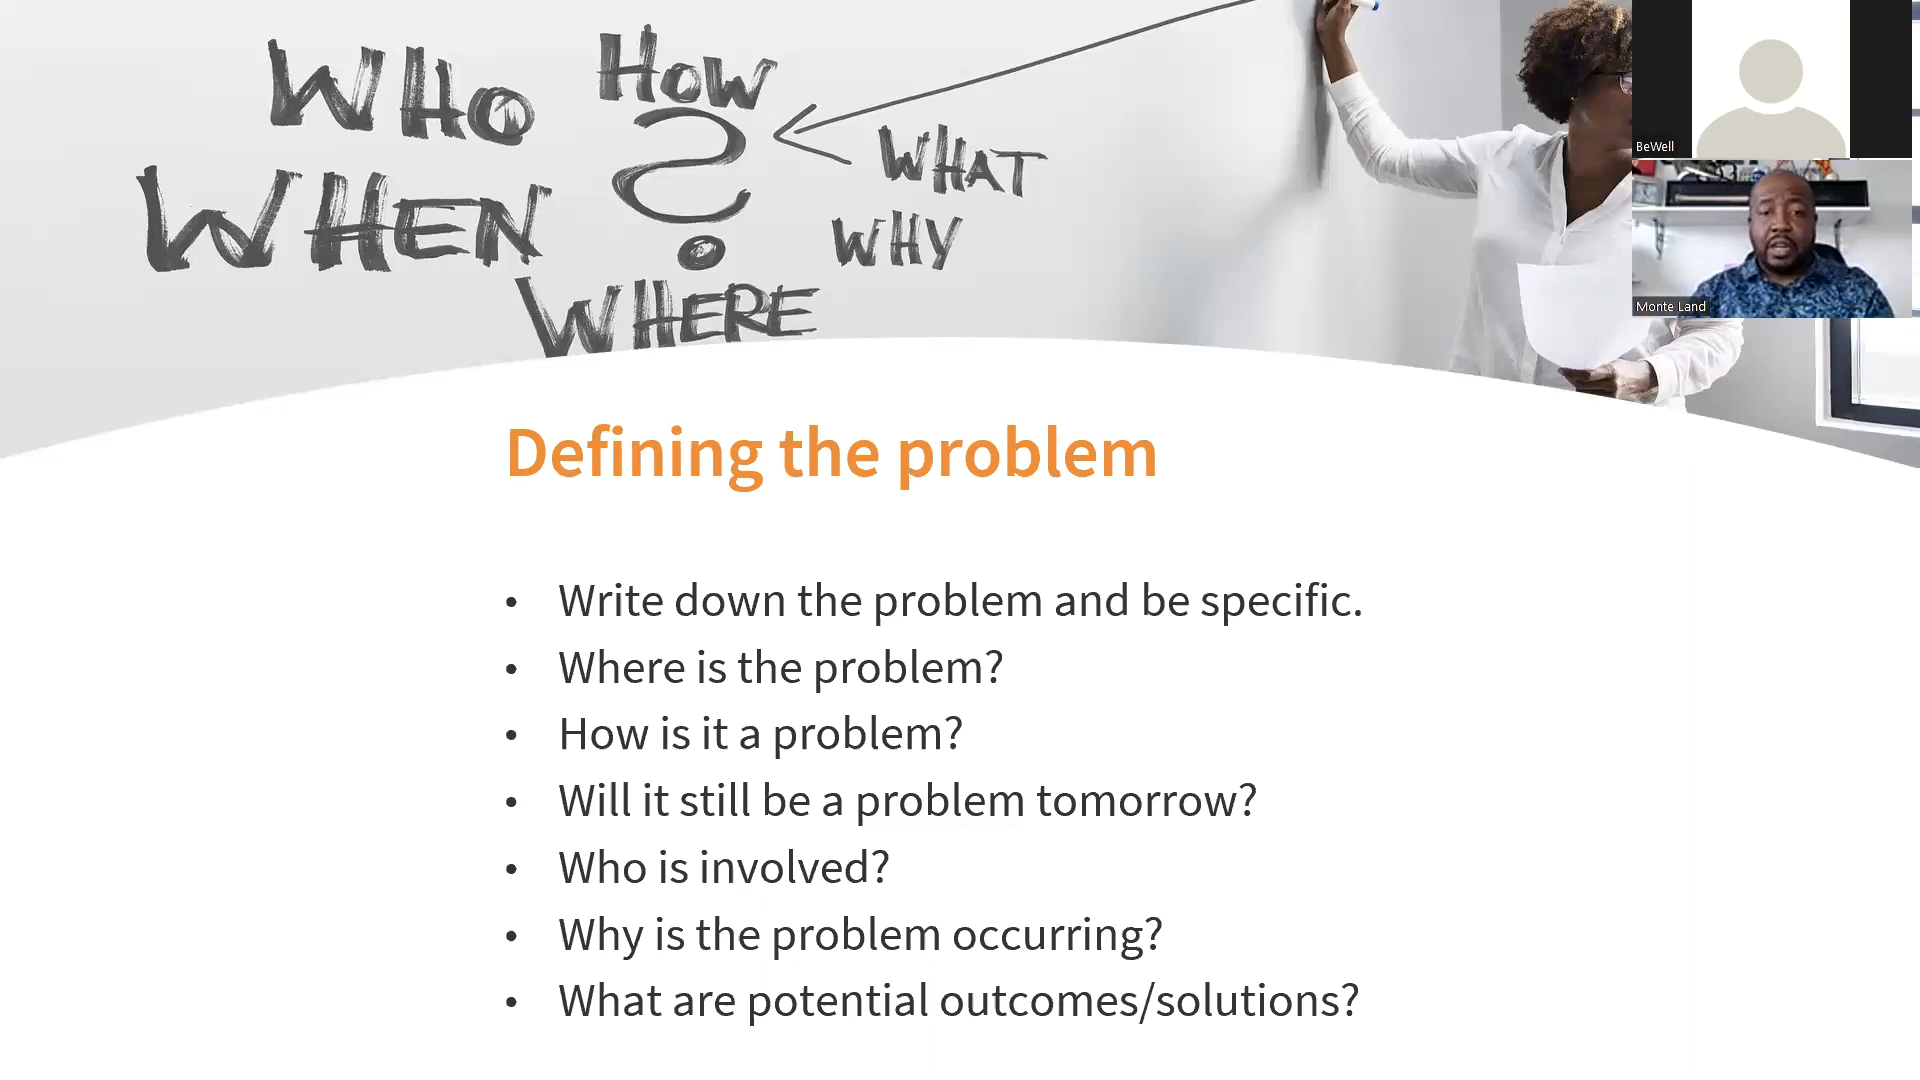 WHO
HOW
WHAT
WHEN
WHY
WHERE
BeWell
Monte Land
Defining the problem
• Write down the problem and be specific.
• Where is the problem?
• How is it a problem?
• Will it still be a problem tomorrow?
• Who is involved?
• Why is the problem occurring?
• What are potential outcomes/solutions?